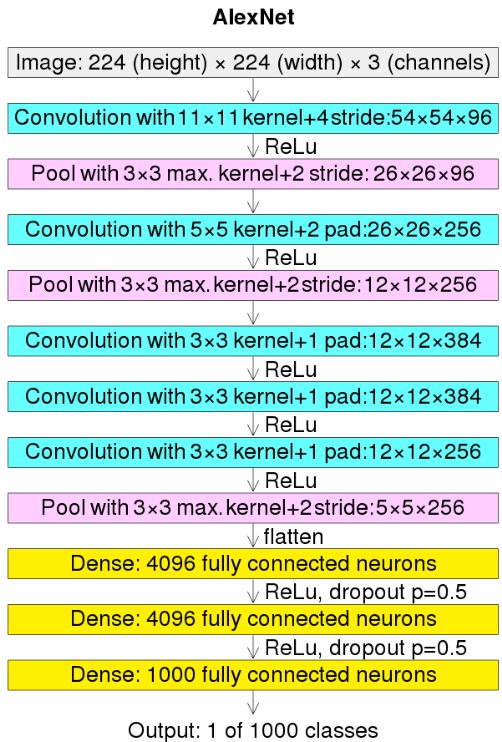 AlexNet
Image: 224 (height) × 224 (width) × 3 (channels)
Convolution with 11×11 kernel+4 stride:54×54×96
ReLu
Pool with 3×3 max. kernel+2 stride: 26×26×96
Convolution with 5×5 kernel+2 pad:26×26×256
ReLu
Pool with 3×3 max. kernel+2 stride:12×12×256
Convolution with 3×3 kernel+1 pad:12×12×384
ReLu
Convolution with 3×3 kernel+1 pad:12×12×384
ReLu
Convolution with 3×3 kernel+1 pad:12×12×256
ReLu
Pool with 3×3 max. kernel+2 stride:5×5×256
flatten
Dense: 4096 fully connected neurons
ReLu, dropout p=0.5
Dense: 4096 fully connected neurons
ReLu, dropout p=0.5
Dense: 1000 fully connected neurons
Output: 1 of 1000 classes